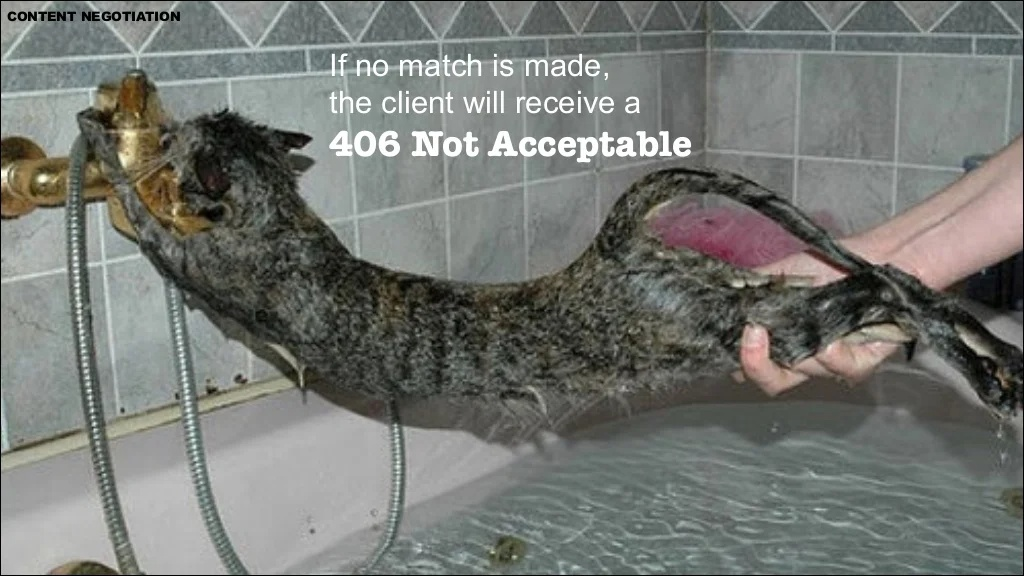 CONTENT NEGOTIATION
If no match is made,
the client will receive a
406 Not Acceptable